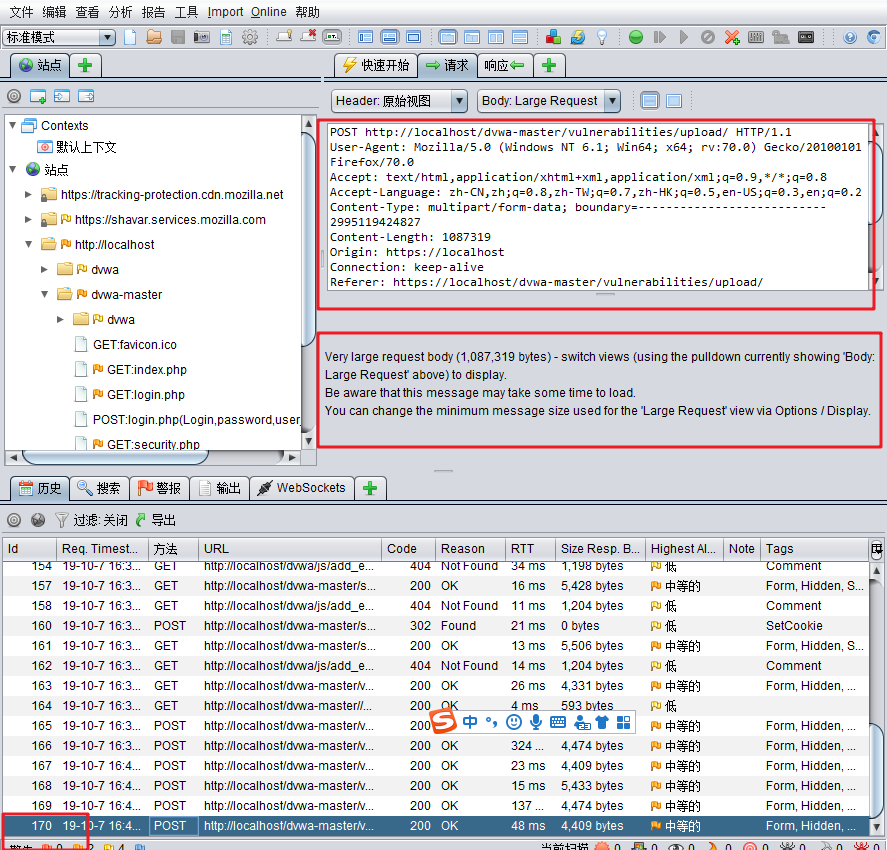 文件 编辑 查看 分析 报告 工具 Import Online 帮助
标准模式
站点
快速开始 请求 响应
Header: 原始视图 Body: Large Request
Contexts
默认上下文
站点
https://tracking-protection.cdn.mozilla.net
https://shavar.services.mozilla.com
http://localhost
dvwa
dvwa-master
dvwa
GET:favicon.ico
GET:index.php
GET:login.php
POST:login.php(Login,password,user_
GET:security.php
POST http://localhost/dvwa-master/vulnerabilities/upload/ HTTP/1.1
User-Agent: Mozilla/5.0 (Windows NT 6.1; Win64; x64; rv:70.0) Gecko/20100101
Firefox/70.0
Accept: text/html,application/xhtml+xml,application/xml;q=0.9,*/*;q=0.8
Accept-Language: zh-CN,zh;q=0.8,zh-TW;q=0.7,zh-HK;q=0.5,en-US;q=0.3,en;q=0.2
Content-Type: multipart/form-data; boundary=---------------------------
2995119424827
Content-Length: 1087319
Origin: https://localhost
Connection: keep-alive
Referer: https://localhost/dvwa-master/vulnerabilities/upload/
Very large request body (1,087,319 bytes) - switch views (using the pulldown currently showing 'Body:
Large Request' above) to display.
Be aware that this message may take some time to load.
You can change the minimum message size used for the 'Large Request' view via Options / Display.
历史 搜索 警报 输出 WebSockets
过滤: 关闭 导出
Id Req. Timest... 方法 URL Code Reason RTT Size Resp. B... Highest Al... Note Tags
154 19-10-7 16:3... GET http://localhost/dvwa/js/add_e... 404 Not Found 34 ms 1,198 bytes 低 Comment
157 19-10-7 16:3... GET http://localhost/dvwa-master/s... 200 OK 16 ms 5,428 bytes 中等的 Form, Hidden, S...
158 19-10-7 16:3... GET http://localhost/dvwa/js/add_e... 404 Not Found 11 ms 1,204 bytes 低 Comment
160 19-10-7 16:3... POST http://localhost/dvwa-master/s... 302 Found 21 ms 0 bytes 低 SetCookie
161 19-10-7 16:3... GET http://localhost/dvwa-master/s... 200 OK 13 ms 5,506 bytes 中等的 Form, Hidden, S...
162 19-10-7 16:3... GET http://localhost/dvwa/js/add_e... 404 Not Found 14 ms 1,204 bytes 低 Comment
163 19-10-7 16:3... GET http://localhost/dvwa-master/v... 200 OK 26 ms 4,331 bytes 中等的 Form, Hidden, ...
164 19-10-7 16:3... GET http://localhost/dvwa-master//... 200 OK 4 ms 593 bytes 低
165 19-10-7 16:3... POST http://localhost/dvwa-master/v... 200 中等的 Form, Hidden, ...
166 19-10-7 16:3... POST http://localhost/dvwa-master/v... 200 OK 324 ... 4,474 bytes 中等的 Form, Hidden, ...
167 19-10-7 16:4... POST http://localhost/dvwa-master/v... 200 OK 23 ms 4,409 bytes 中等的 Form, Hidden, ...
168 19-10-7 16:4... POST http://localhost/dvwa-master/v... 200 OK 15 ms 5,433 bytes 中等的 Form, Hidden, ...
169 19-10-7 16:4... POST http://localhost/dvwa-master/v... 200 OK 137 ... 4,474 bytes 中等的 Form, Hidden, ...
170 19-10-7 16:4... POST http://localhost/dvwa-master/v... 200 OK 48 ms 4,409 bytes 中等的 Form, Hidden, ...
S 中
当前扫描